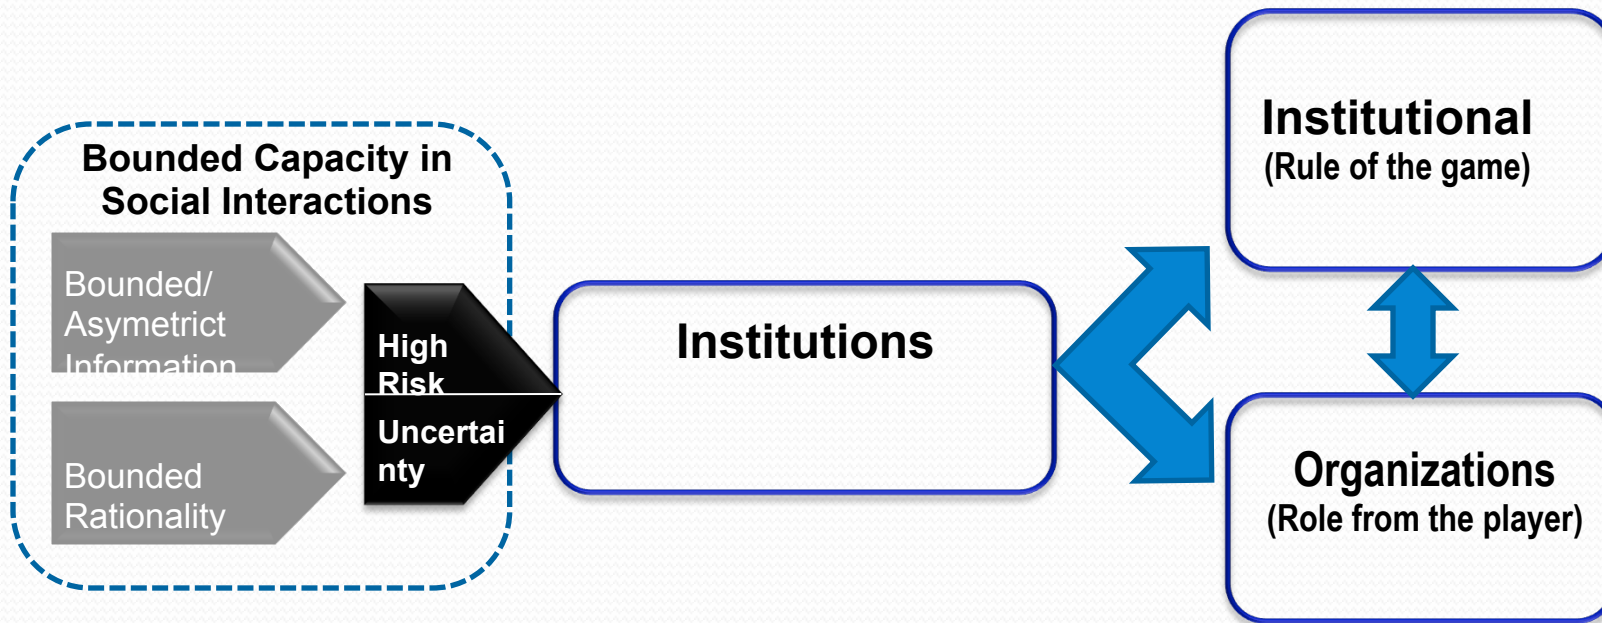 Bounded Capacity in
Social Interactions
Bounded/
Asymetrict
Information
Bounded
Rationality
High
Risk
Uncertai
nty
Institutions
Institutional
(Rule of the game)
Organizations
(Role from the player)